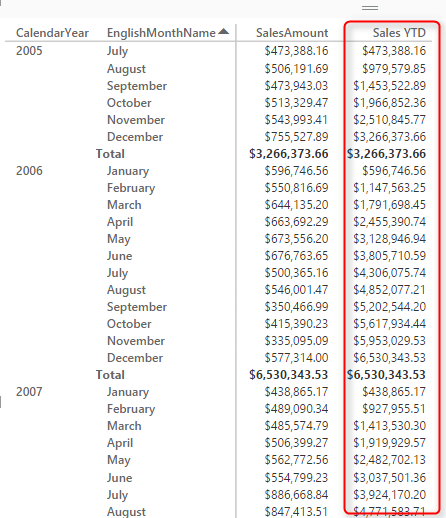 CalendarYear EnglishMonthName SalesAmount Sales YTD
2005 July $473,388.16 $473,388.16
August $506,191.69 $979,579.85
September $473,943.03 $1,453,522.89
October $513,329.47 $1,966,852.36
November $543,993.41 $2,510,845.77
December $755,527.89 $3,266,373.66
Total $3,266,373.66 $3,266,373.66
2006 January $596,746.56 $596,746.56
February $550,816.69 $1,147,563.25
March $644,135.20 $1,791,698.45
April $663,692.29 $2,455,390.74
May $673,556.20 $3,128,946.94
June $676,763.65 $3,805,710.59
July $500,365.16 $4,306,075.74
August $546,001.47 $4,852,077.21
September $350,466.99 $5,202,544.20
October $415,390.23 $5,617,934.44
November $335,095.09 $5,953,029.53
December $577,314.00 $6,530,343.53
Total $6,530,343.53 $6,530,343.53
2007 January $438,865.17 $438,865.17
February $489,090.34 $927,955.51
March $485,574.79 $1,413,530.30
April $506,399.27 $1,919,929.57
May $562,772.56 $2,482,702.13
June $554,799.23 $3,037,501.36
July $886,668.84 $3,924,170.20
August $847,413.51 $4,771,583.71